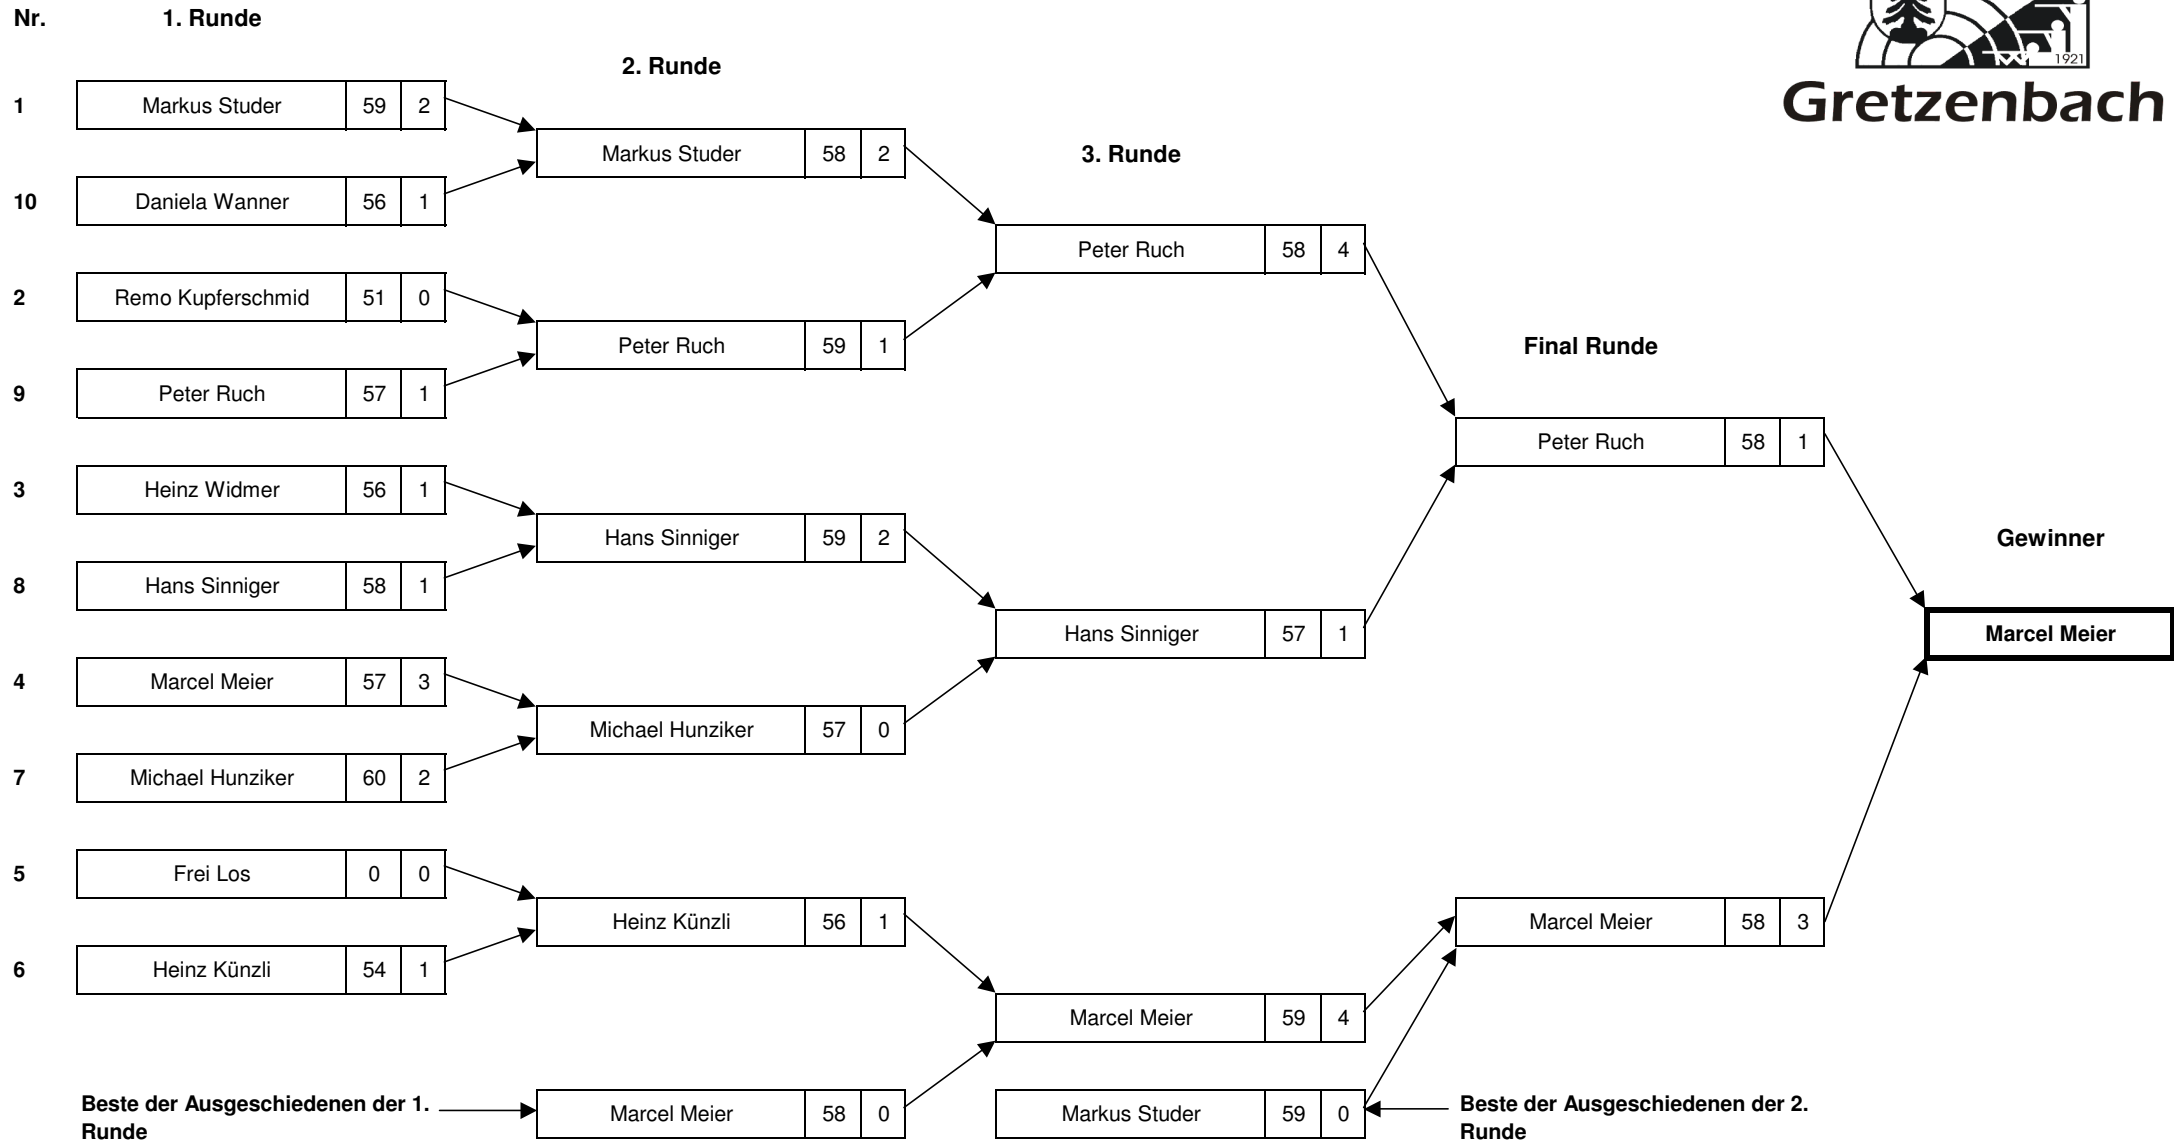 Nr. 1. Runde
1921
2. Runde
Gretzenbach
1 Markus Studer 59 2
Markus Studer 58 2
3. Runde
10 Daniela Wanner 56 1
Peter Ruch 58 4
2 Remo Kupferschmid 51 0
Peter Ruch 59 1
Final Runde
9 Peter Ruch 57 1
Peter Ruch 58 1
3 Heinz Widmer 56 1
Hans Sinniger 59 2
Gewinner
8 Hans Sinniger 58 1
Hans Sinniger 57 1
Marcel Meier
4 Marcel Meier 57 3
Michael Hunziker 57 0
7 Michael Hunziker 60 2
5 Frei Los 0 0
Heinz Künzli 56 1
Marcel Meier 58 3
6 Heinz Künzli 54 1
Marcel Meier 59 4
Beste der Ausgeschiedenen der 1.
Runde
Marcel Meier 58 0
Markus Studer 59 0
Beste der Ausgeschiedenen der 2.
Runde